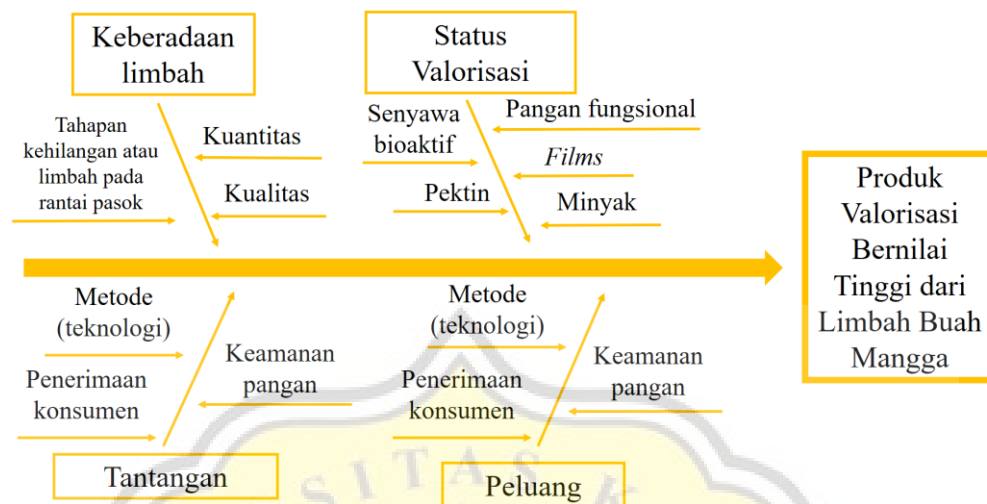 Keberadaan
limbah
Tahapan
kehilangan atau
limbah pada
rantai pasok
Kuantitas
Kualitas
Status
Valorisasi
Senyawa
bioaktif
Pektin
Pangan fungsional
Films
Minyak
Produk
Valorisasi
Bernilai
Tinggi dari
Limbah Buah
Mangga
Metode
(teknologi)
Penerimaan
konsumen
Keamanan
pangan
Tantangan
Metode
(teknologi)
Penerimaan
konsumen
Keamanan
pangan
Peluang
SITAS K